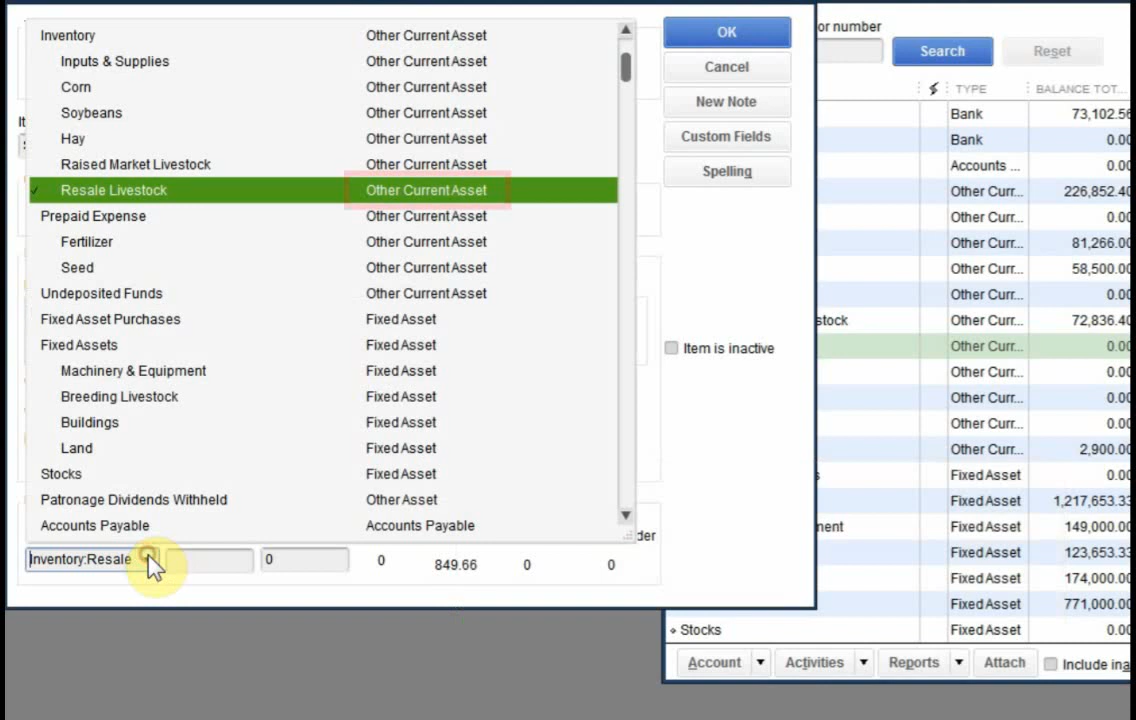 Inventory Other Current Asset
Inputs & Supplies Other Current Asset
Corn Other Current Asset
Soybeans Other Current Asset
Hay Other Current Asset
Raised Market Livestock Other Current Asset
✓ Resale Livestock Other Current Asset
Prepaid Expense Other Current Asset
Fertilizer Other Current Asset
Seed Other Current Asset
Undeposited Funds Other Current Asset
Fixed Asset Purchases Fixed Asset
Fixed Assets Fixed Asset
Machinery & Equipment Fixed Asset
Breeding Livestock Fixed Asset
Buildings Fixed Asset
Land Fixed Asset
Stocks Fixed Asset
Patronage Dividends Withheld Other Asset
Accounts Payable Accounts Payable
der
Inventory:Resale 0 0 849.66 0 0
It
OK
Cancel
New Note
Custom Fields
Spelling
Item is inactive
or number
Search Reset
TYPE BALANCE TOT...
Bank 73,102.56
Bank 0.00
Accounts ... 0.00
Other Curr... 226,852.40
Other Curr... 0.00
Other Curr... 81,266.00
Other Curr... 58,500.00
Other Curr... 0.00
stock Other Curr... 72,836.40
Other Curr... 0.00
Other Curr... 0.00
Other Curr... 0.00
Other Curr... 0.00
Other Curr... 2,900.00
s Fixed Asset 0.00
Fixed Asset 1,217,653.33
ment Fixed Asset 149,000.00
Fixed Asset 123,653.33
Fixed Asset 174,000.00
Fixed Asset 771,000.00
Stocks Fixed Asset 0.00
Account Activities Reports Attach Include ina